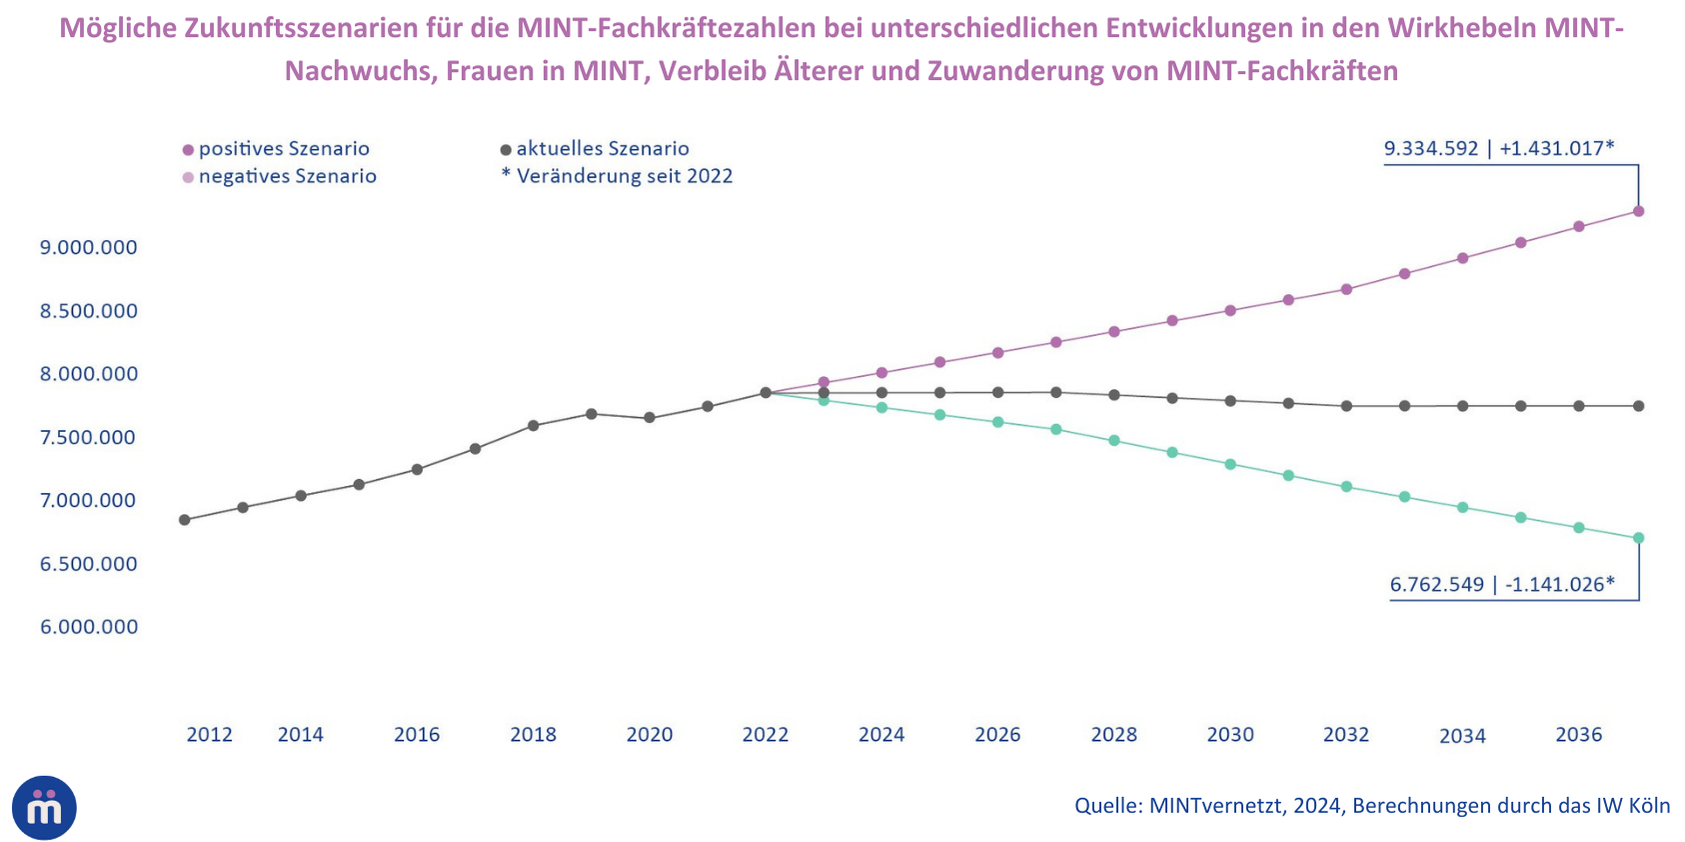 Mögliche Zukunftsszenarien für die MINT-Fachkräftezahlen bei unterschiedlichen Entwicklungen in den Wirkhebeln MINT-
Nachwuchs, Frauen in MINT, Verbleib Älterer und Zuwanderung von MINT-Fachkräften
positives Szenario
negatives Szenario
aktuelles Szenario
* Veränderung seit 2022
9.334.592 | +1.431.017*
9.000.000
8.500.000
8.000.000
7.500.000
7.000.000
6.500.000
6.000.000
6.762.549 | -1.141.026*
2012 2014 2016 2018 2020 2022 2024 2026 2028 2030 2032 2034 2036
m
Quelle: MINTvernetzt, 2024, Berechnungen durch das IW Köln